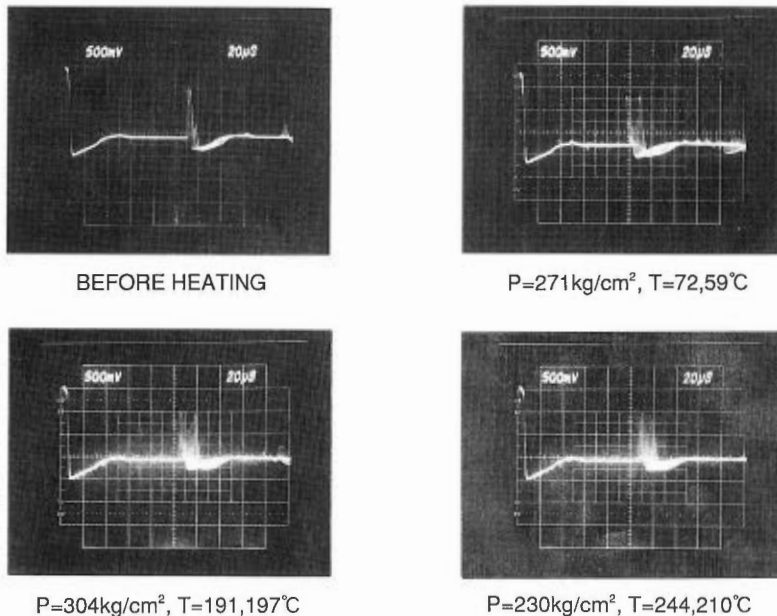 500mV 20µS
500mV 20µS
BEFORE HEATING
P=271kg/cm², T=72,59℃
500mV 20µS
500mV 20µS
P=304kg/cm², T=191,197℃
P=230kg/cm², T=244,210℃